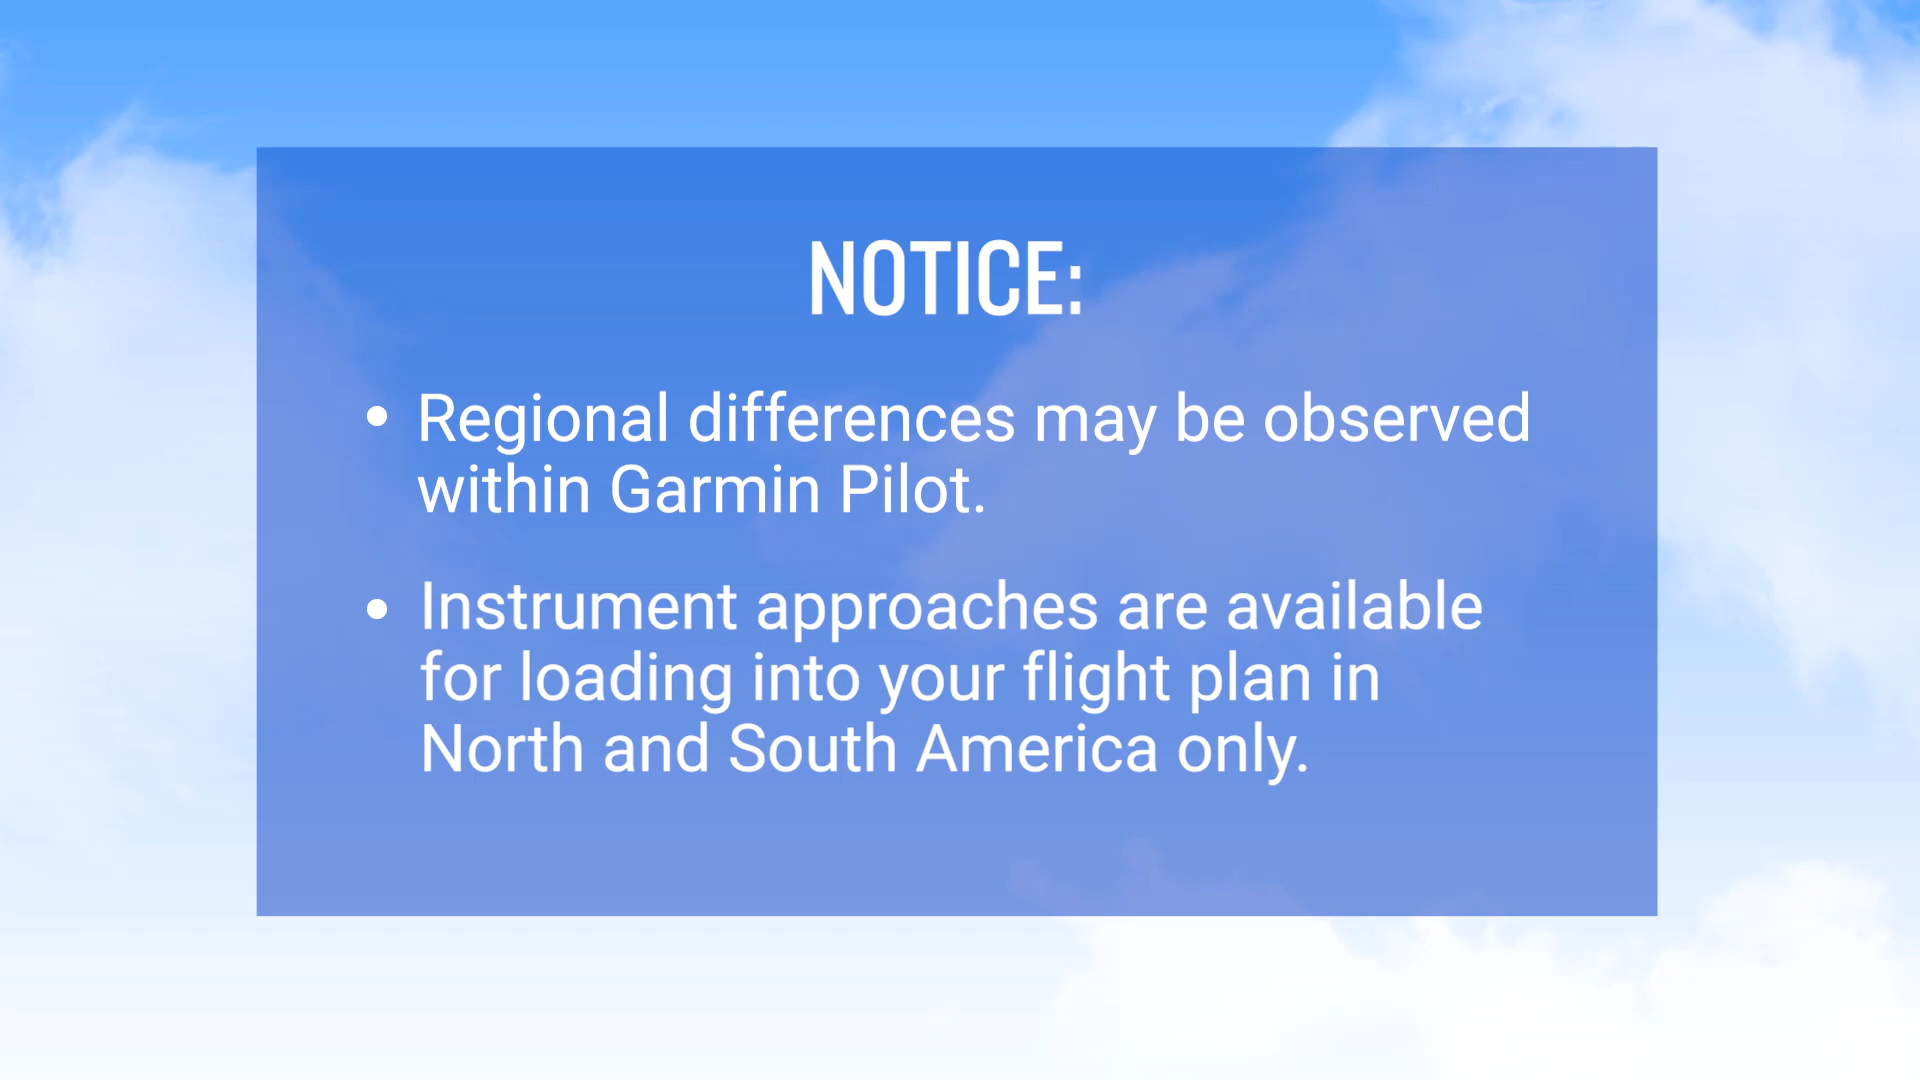 NOTICE:
• Regional differences may be observed
within Garmin Pilot.
• Instrument approaches are available
for loading into your flight plan in
North and South America only.